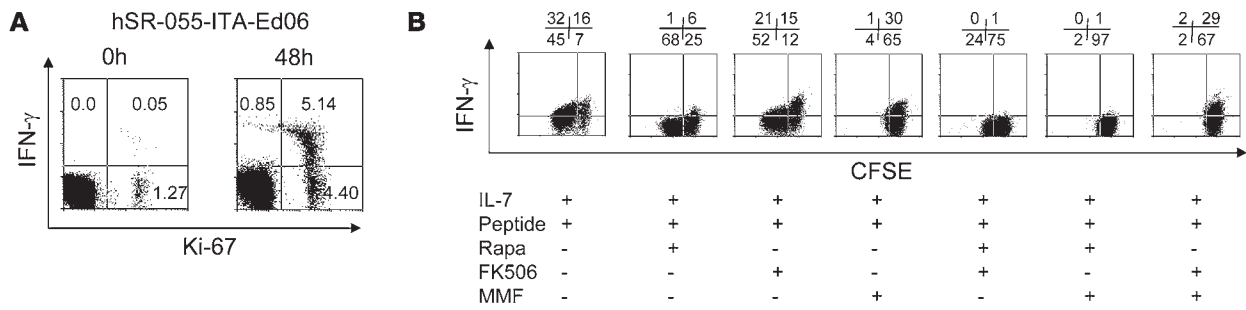 A
hSR-055-ITA-Ed06
0h
48h
IFN-γ
0.0
0.05
1.27
0.85
5.14
4.40
Ki-67
B
32 16
45 7
1 6
68 25
21 15
52 12
1 30
4 65
0 1
24 75
0 1
2 97
2 29
2 67
IFN-γ
CFSE
IL-7 + + + + + + +
Peptide + + + + + + +
Rapa - + - - + + -
FK506 - - + - + - +
MMF - - - + - + +